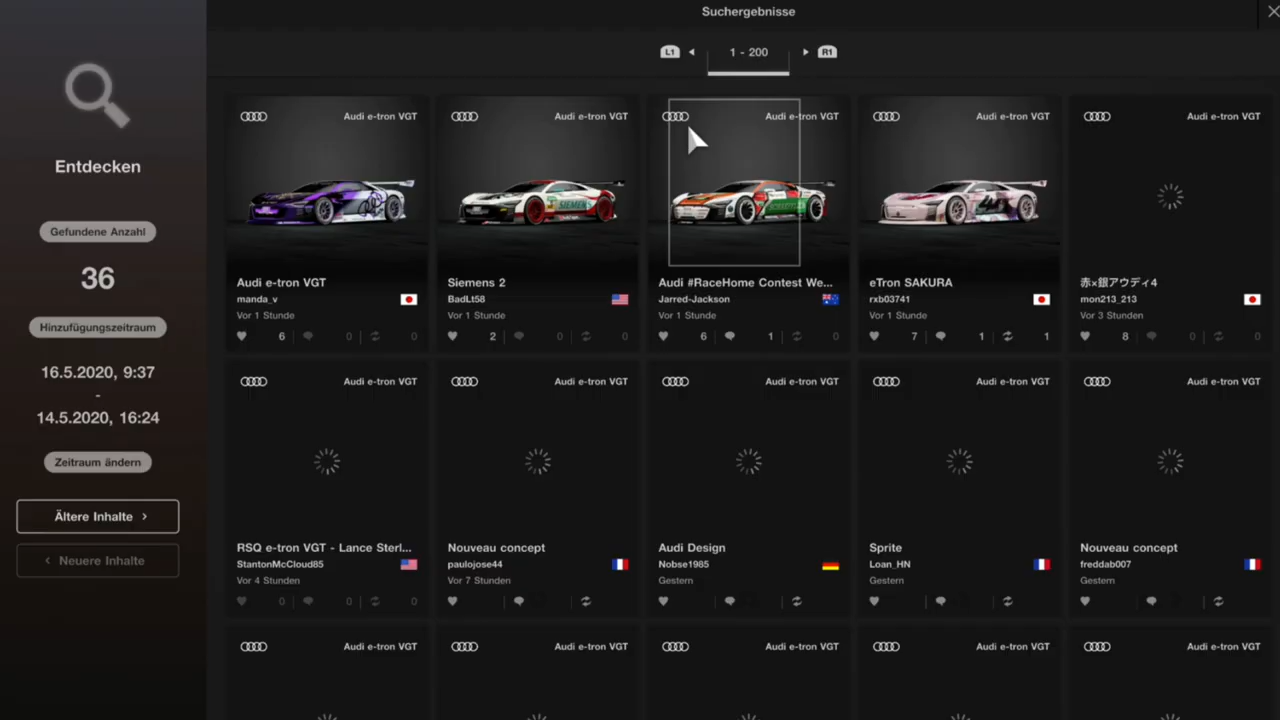 Suchergebnisse
L1
1 - 200
R1
Entdecken
Gefundene Anzahl
36
Hinzufügungszeitraum
16.5.2020, 9:37
-
14.5.2020, 16:24
Zeitraum ändern
Ältere Inhalte
Neuere Inhalte
Audi e-tron VGT
Audi e-tron VGT
manda_v
Vor 1 Stunde
6 0 0
Audi e-tron VGT
SIEMENS
Siemens 2
BadLt58
Vor 1 Stunde
2 0 0
Audi e-tron VGT
Audi #RaceHome Contest We...
Jarred-Jackson
Vor 1 Stunde
6 1 0
Audi e-tron VGT
eTron SAKURA
rxb03741
Vor 1 Stunde
7 1 1
Audi e-tron VGT
赤×銀アウディ4
mon213_213
Vor 3 Stunden
8 0 0
Audi e-tron VGT
RSQ e-tron VGT - Lance Sterl...
StantonMcCloud85
Vor 4 Stunden
0 0 0
Audi e-tron VGT
Nouveau concept
paulojose44
Vor 7 Stunden
Audi e-tron VGT
Audi Design
Nobse1985
Gestern
Audi e-tron VGT
Sprite
Loan_HN
Gestern
Audi e-tron VGT
Nouveau concept
freddab007
Gestern
Audi e-tron VGT
Audi e-tron VGT
Audi e-tron VGT
Audi e-tron VGT
Audi e-tron VGT